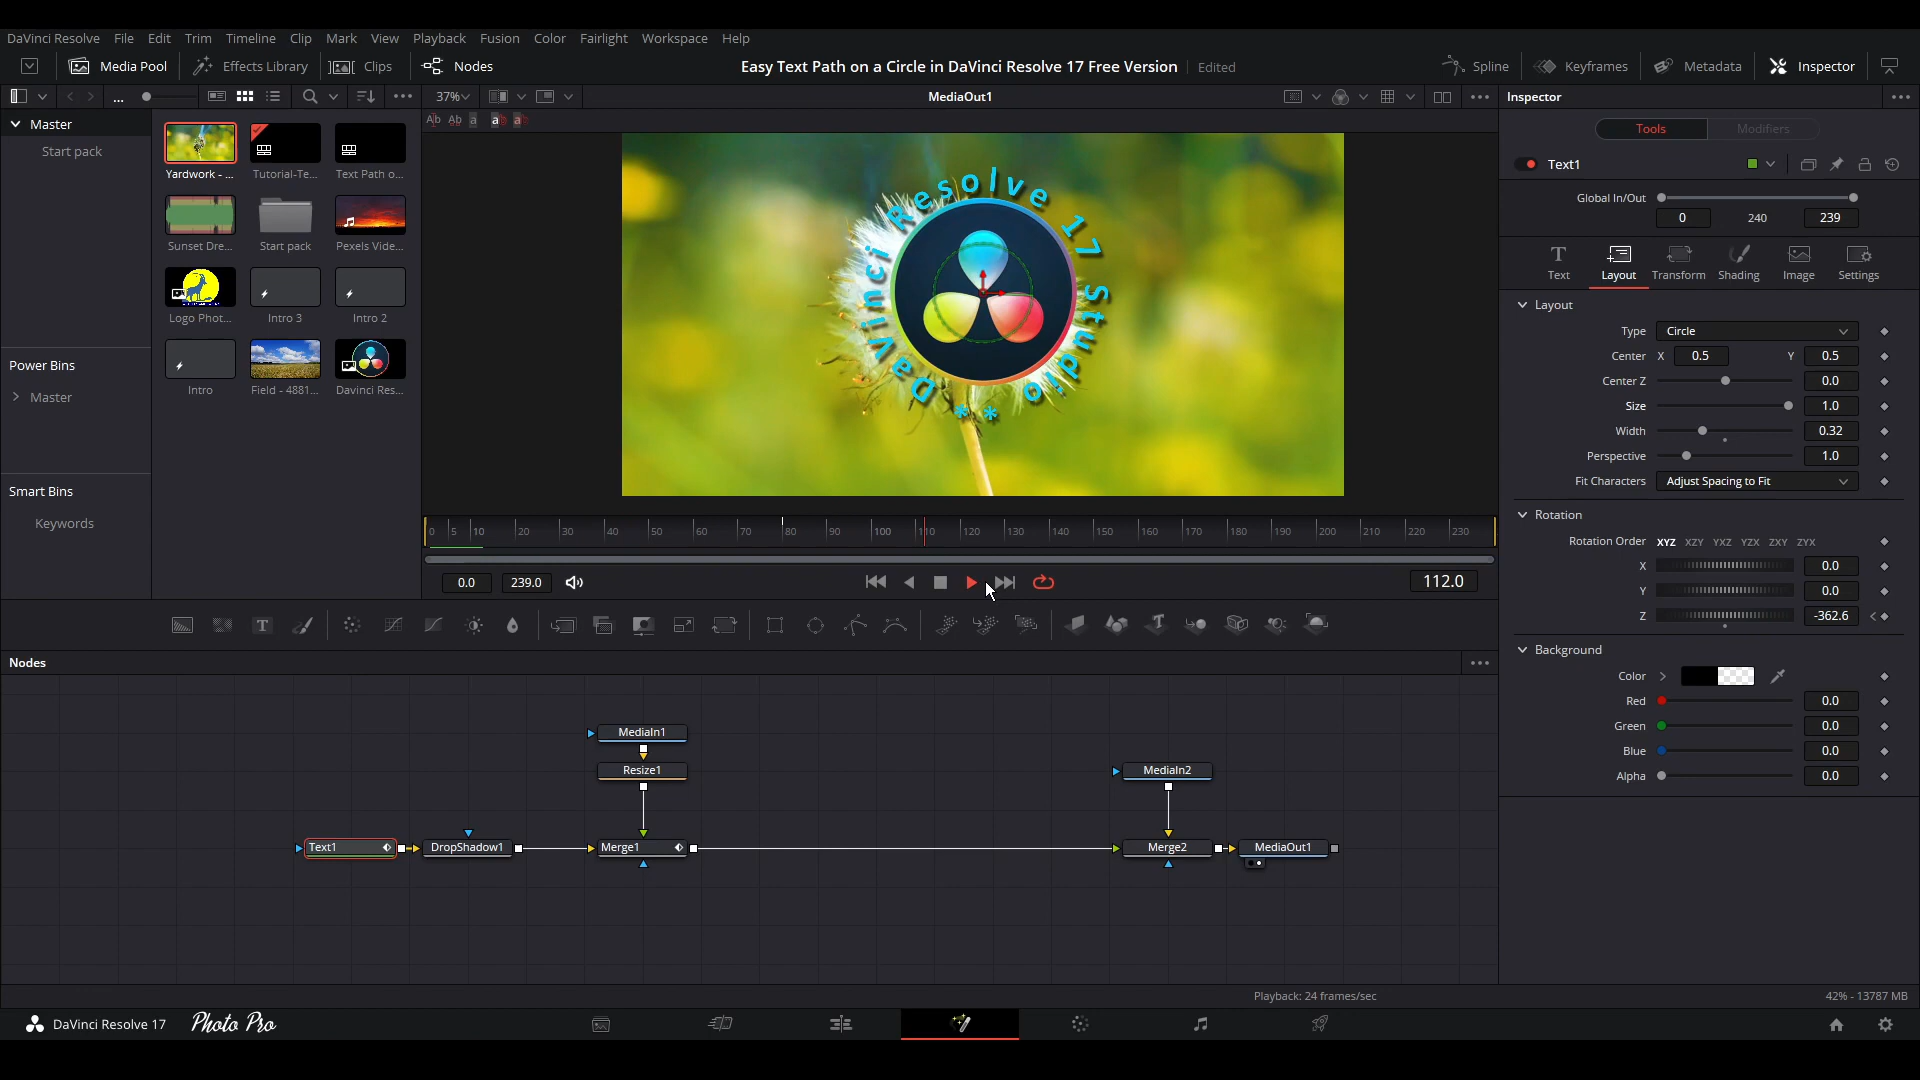 DaVinci Resolve File Edit Trim Timeline Clip Mark View Playback Fusion Color Fairlight Workspace Help
Media Pool Effects Library Clips Nodes Easy Text Path on a Circle in DaVinci Resolve 17 Free Version Edited Spline Keyframes Metadata Inspector
... 37% MediaOut1 Inspector
Master
Start pack
Power Bins
Master
Smart Bins
Keywords
Yardwork - ... Tutorial-Te... Text Path o...
Sunset Dre... Start pack Pexels Vide...
Logo Phot... Intro 3 Intro 2
Intro Field - 4881... Davinci Res...
DaVinci Resolve 17 Studio **
0 5 10 20 30 40 50 60 70 80 90 100 110 120 130 140 150 160 170 180 190 200 210 220 230
0.0 239.0 112.0
Tools Modifiers
Text1
Global In/Out
0 240 239
Text Layout Transform Shading Image Settings
Layout
Type Circle
Center X 0.5 Y 0.5
Center Z 0.0
Size 1.0
Width 0.32
Perspective 1.0
Fit Characters Adjust Spacing to Fit
Rotation
Rotation Order XYZ XZY YXZ YZX ZXY ZYX
X 0.0
Y 0.0
Z -362.6
Background
Color
Red 0.0
Green 0.0
Blue 0.0
Alpha 0.0
Nodes
MediaIn1
Resize1 MediaIn2
Text1 DropShadow1 Merge1 Merge2 MediaOut1
Playback: 24 frames/sec 42% - 13787 MB
DaVinci Resolve 17 Photo Pro